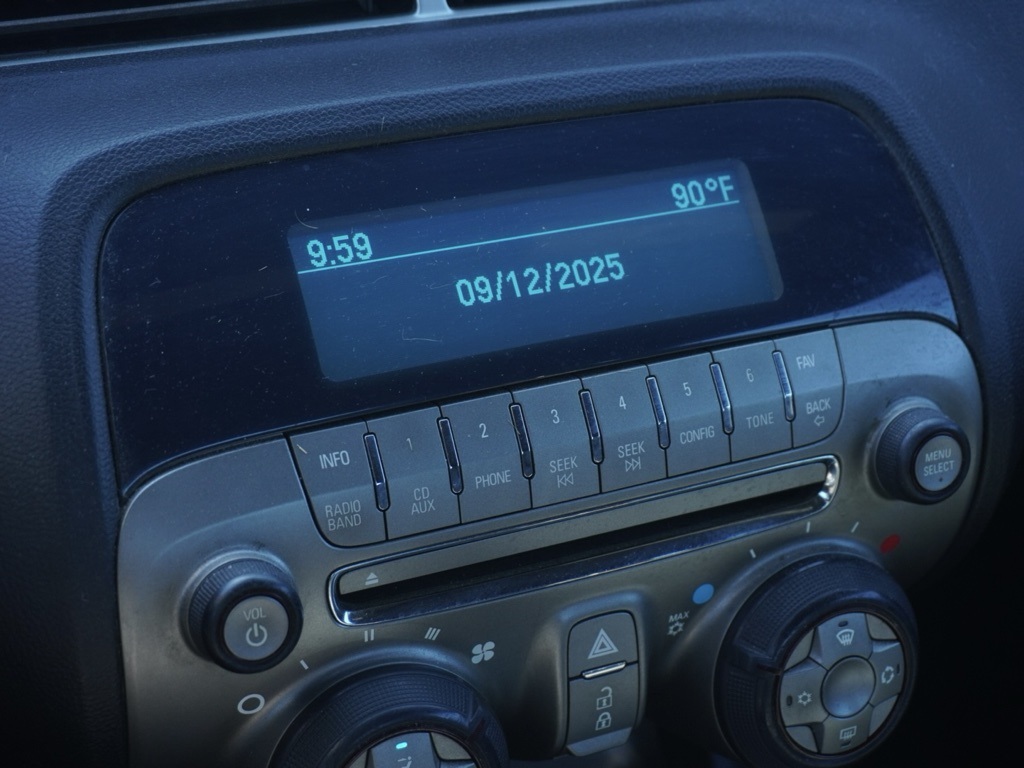 9:59
90°F
09/12/2025
INFO
RADIO
BAND
1
CD
AUX
2
PHONE
3
SEEK
4
SEEK
5
CONFIG
6
TONE
FAV
BACK
MENU
SELECT
VOL
MAX